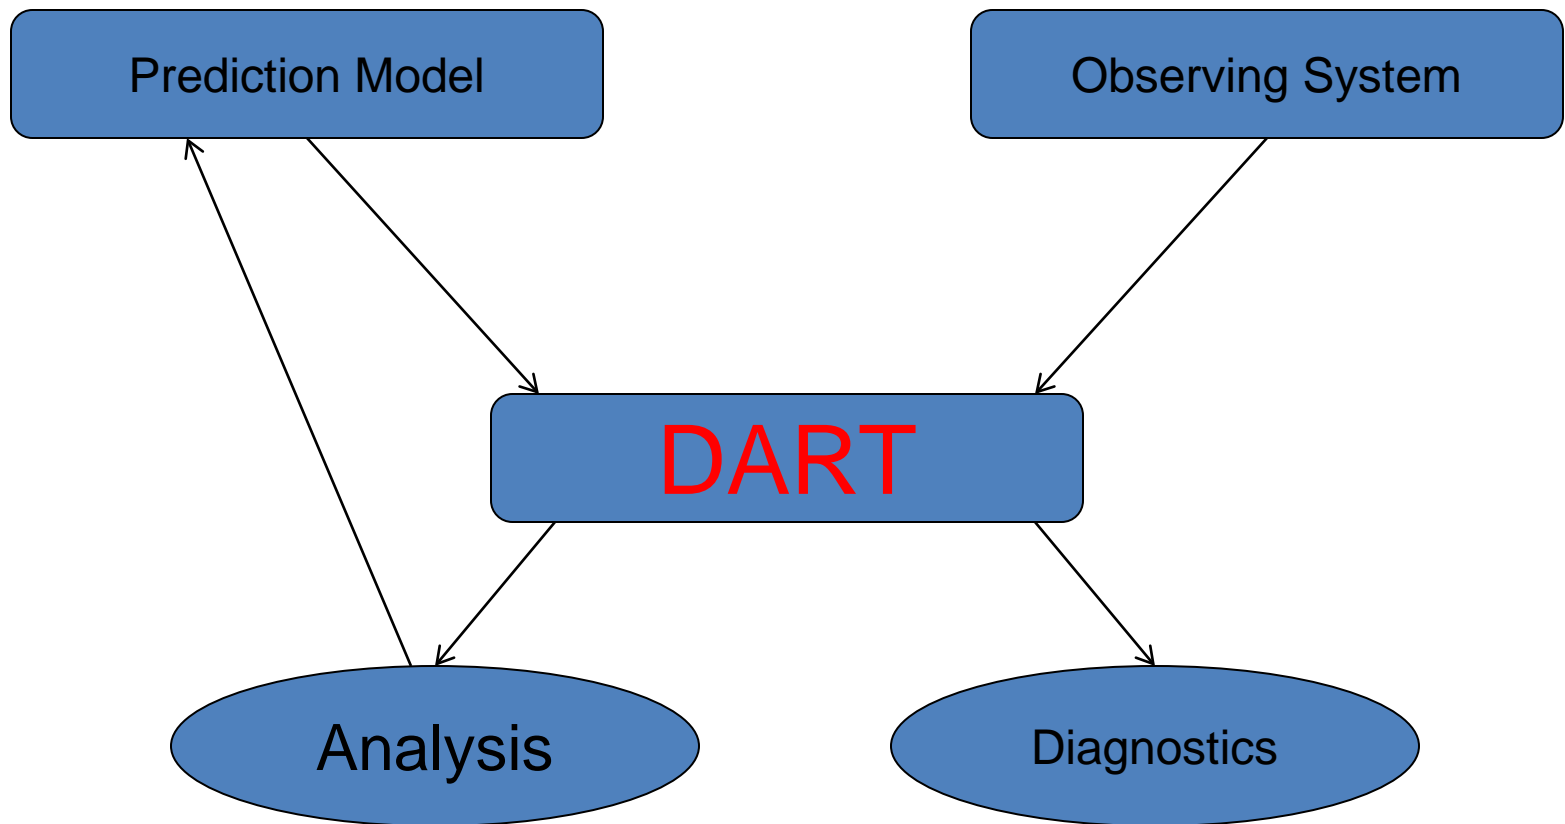 Prediction Model
Observing System
DART
Analysis
Diagnostics